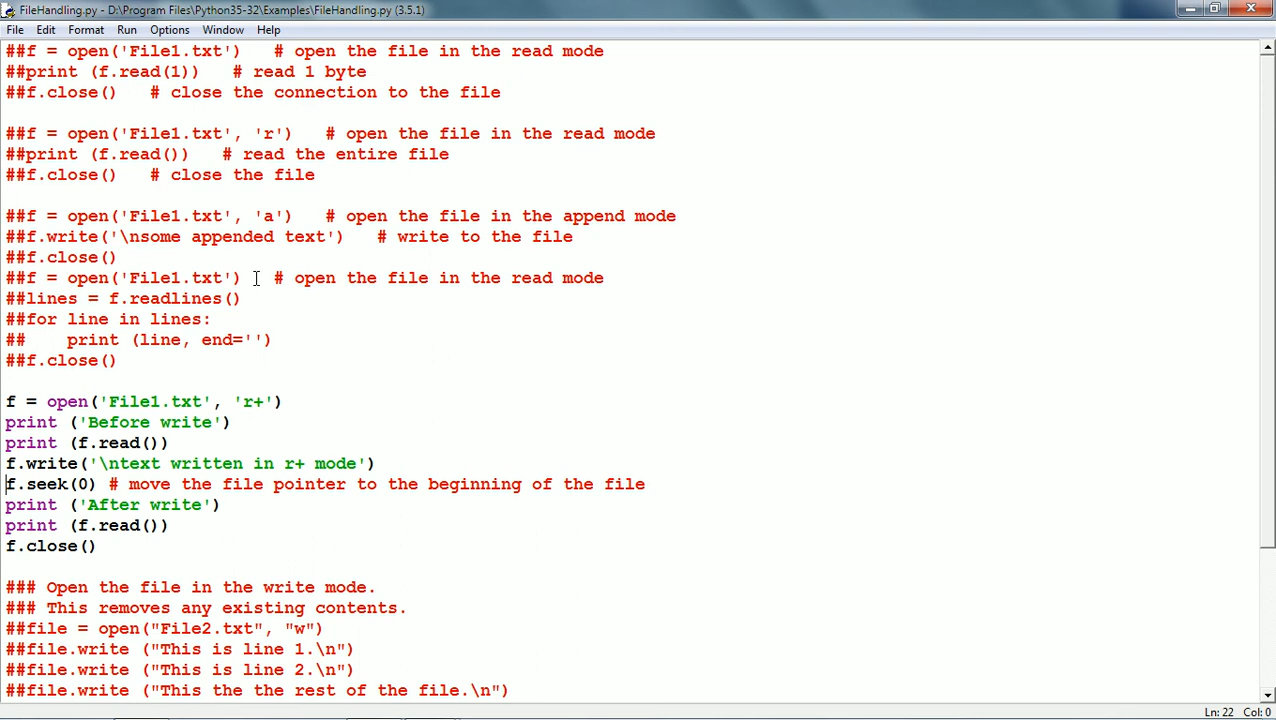 FileHandling.py - D:\Program Files\Python35-32\Examples\FileHandling.py (3.5.1)
File Edit Format Run Options Window Help
##f = open('File1.txt')   # open the file in the read mode
##print (f.read(1))   # read 1 byte
##f.close()   # close the connection to the file
##f = open('File1.txt', 'r')   # open the file in the read mode
##print (f.read())   # read the entire file
##f.close()   # close the file
##f = open('File1.txt', 'a')   # open the file in the append mode
##f.write('\nsome appended text')   # write to the file
##f.close()
##f = open('File1.txt')   # open the file in the read mode
##lines = f.readlines()
##for line in lines:
##    print (line, end='')
##f.close()
f = open('File1.txt', 'r+')
print ('Before write')
print (f.read())
f.write('\ntext written in r+ mode')
f.seek(0) # move the file pointer to the beginning of the file
print ('After write')
print (f.read())
f.close()
### Open the file in the write mode.
### This removes any existing contents.
##file = open("File2.txt", "w")
##file.write ("This is line 1.\n")
##file.write ("This is line 2.\n")
##file.write ("This the the rest of the file.\n")
Ln: 22 Col: 0